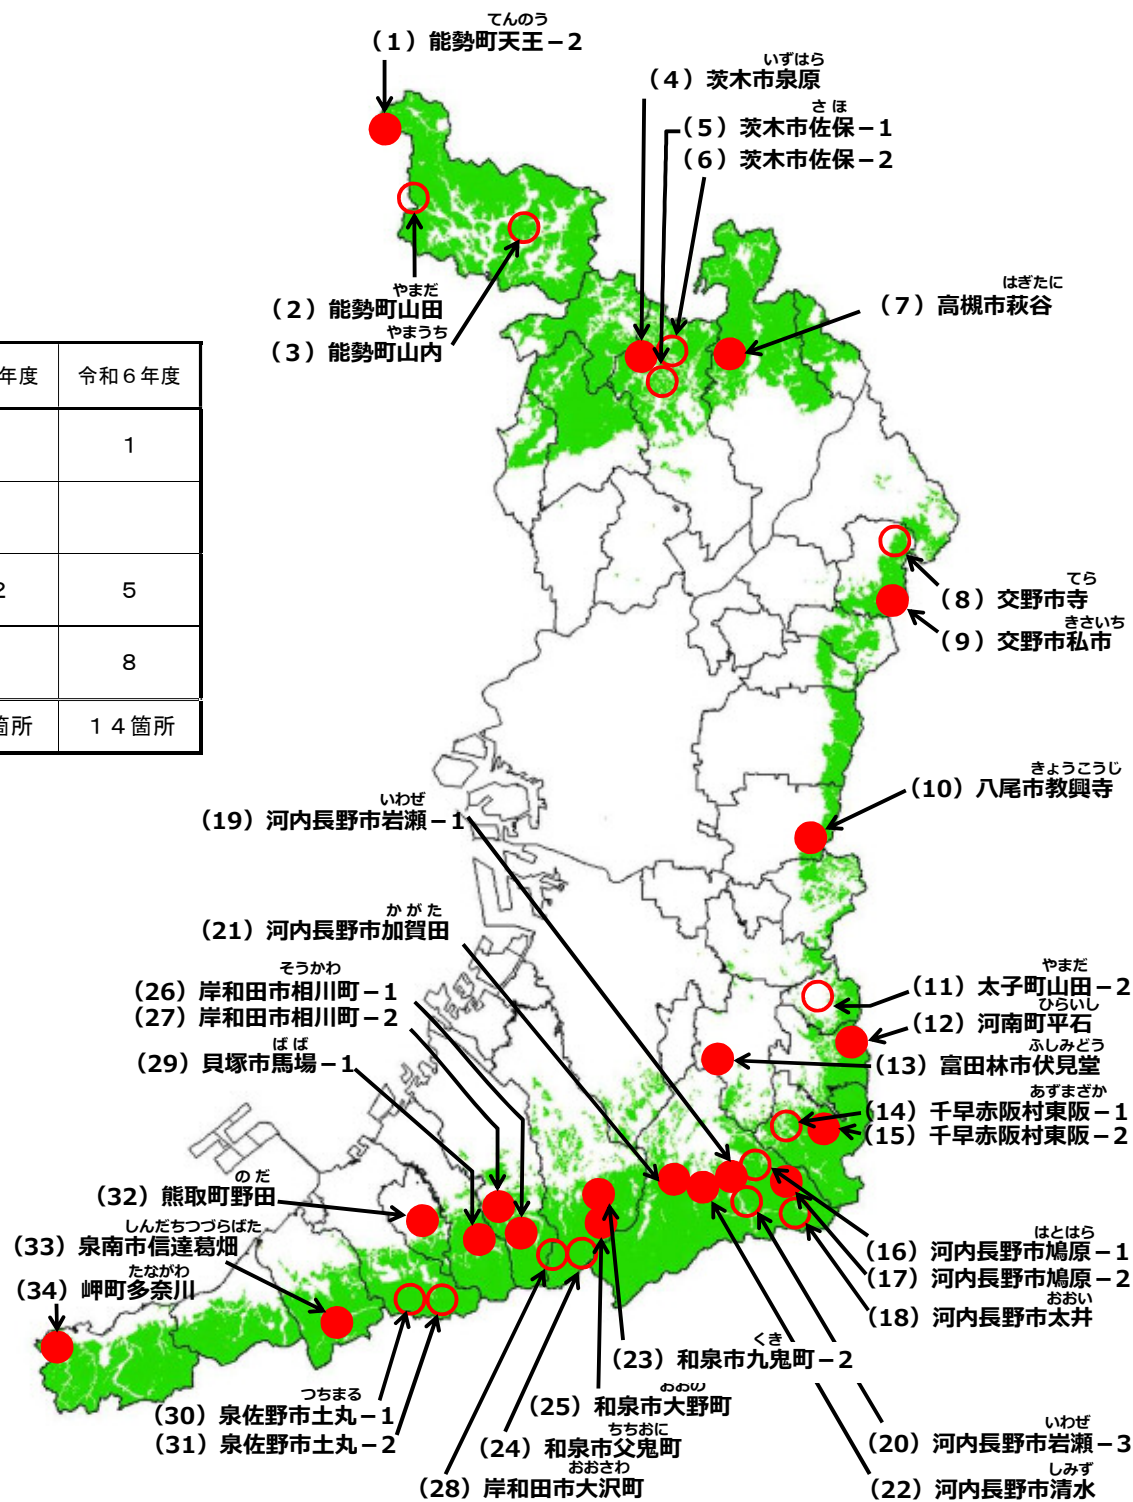 てんのう
（1）能勢町天王－2
いずはら
（4）茨木市泉原
さほ
（5）茨木市佐保－1
（6）茨木市佐保－2
はぎたに
（7）高槻市萩谷
やまだ
（2）能勢町山田
やまうち
（3）能勢町山内
年度 令和６年度
１
２ ５
８
箇所 １４箇所
てら
（8）交野市寺
きさいち
（9）交野市私市
きょうこうじ
（10）八尾市教興寺
いわぜ
（19）河内長野市岩瀬－1
かがた
（21）河内長野市加賀田
そうかわ
（26）岸和田市相川町－1
（27）岸和田市相川町－2
ばば
（29）貝塚市馬場－1
やまだ
（11）太子町山田－2
ひらいし
（12）河南町平石
ふしみどう
（13）富田林市伏見堂
あずまざか
（14）千早赤阪村東阪－1
（15）千早赤阪村東阪－2
のだ
（32）熊取町野田
しんだちつづらばた
（33）泉南市信達葛畑
たながわ
（34）岬町多奈川
はとはら
（16）河内長野市鳩原－1
（17）河内長野市鳩原－2
おおい
（18）河内長野市太井
くき
（23）和泉市九鬼町－2
おおの
（25）和泉市大野町
つちまる
（30）泉佐野市土丸－1
（31）泉佐野市土丸－2
ちちおに
（24）和泉市父鬼町
おおさわ
（28）岸和田市大沢町
いわぜ
（20）河内長野市岩瀬－3
しみず
（22）河内長野市清水